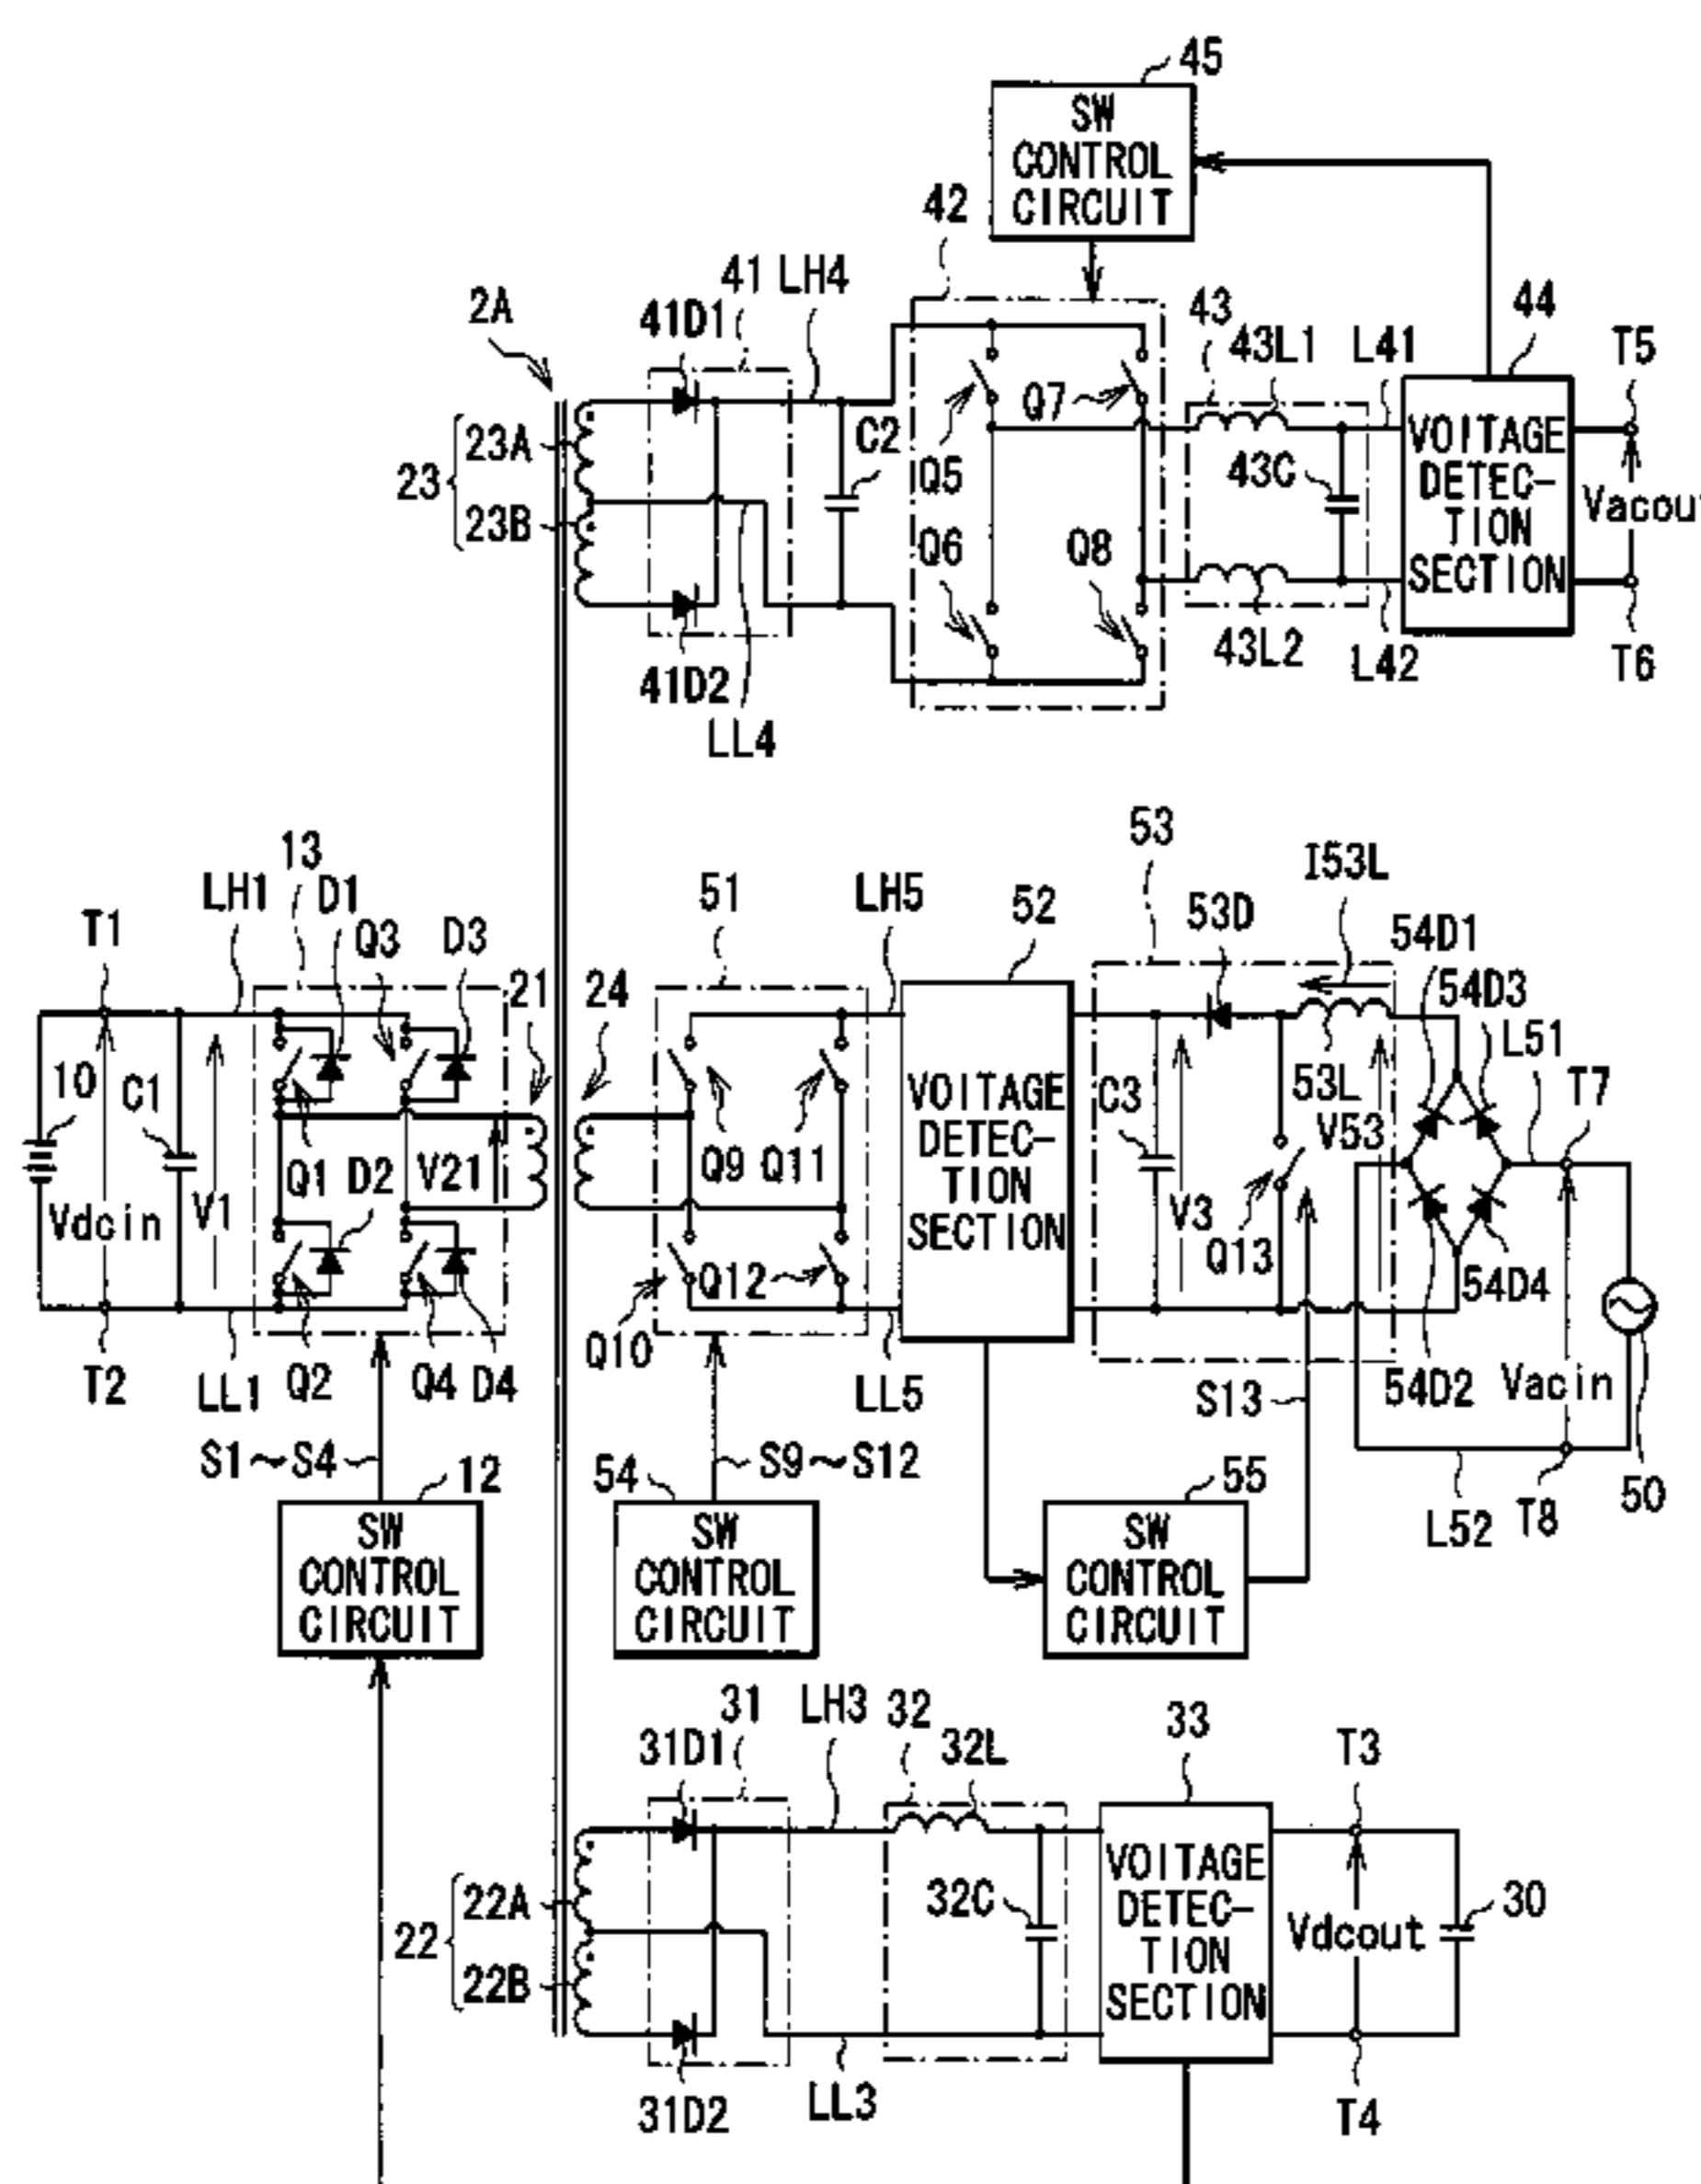 45
SW
CONTROL
CIRCUIT
42
41 LH4
2A
41D1
43
44
43L1
L41
T5
Q7
C2
23
23A
23B
Q5
43C
VOLTAGE
DETEC-
TION
SECTION
Q6
Q8
43L2
L42
T6
41D2
LL4
53
I53L
13
LH1
D1
51
LH5
52
53D
T1
Q3
D3
54D1
54D3
21
24
L51
10
C1
VOLTAGE
DETEC-
TION
SECTION
C3
53L
T7
V53
Q1
D2
V21
Q9
Q11
Vdcin
V1
V3
Q13
Q12
54D4
Q10
T2
LL1
Q2
Q4
D4
LL5
S13
54D2
Vacin
S1~S4
12
54
S9~S12
55
50
L52
T8
SW
CONTROL
CIRCUIT
SW
CONTROL
CIRCUIT
SW
CONTROL
CIRCUIT
31
LH3
32
33
31D1
32L
T3
22
22A
22B
32C
VOLTAGE
DETEC-
TION
SECTION
Vdcout
30
31D2
LL3
T4